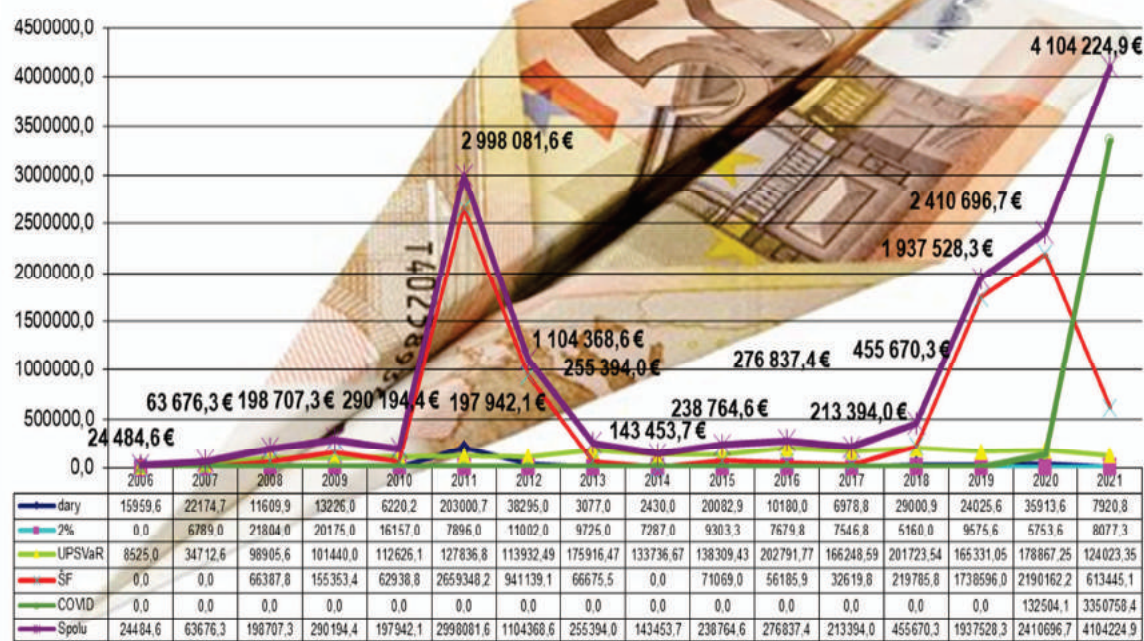 4500000,0
4000000,0
3500000,0
3000000,0
2500000,0
2000000,0
1500000,0
1000000,0
500000,0
0,0
24 484,6 €
63 676,3 €
198 707,3 €
290 194,4 €
197 942,1 €
2 998 081,6 €
1 104 368,6 €
255 394,0 €
143 453,7 €
238 764,6 €
276 837,4 €
213 394,0 €
455 670,3 €
1 937 528,3 €
2 410 696,7 €
4 104 224,9 €
2006 2007 2008 2009 2010 2011 2012 2013 2014 2015 2016 2017 2018 2019 2020 2021
dary 15959,6 22174,7 11609,9 13226,0 6220,2 203000,7 38295,0 3077,0 2430,0 20082,9 10180,0 6978,8 29000,9 24025,6 35913,6 7920,8
2% 0,0 6789,0 21804,0 20175,0 16157,0 7896,0 11002,0 9725,0 7287,0 9303,3 7679,8 7546,8 5160,0 9575,6 5753,6 8077,3
UPSVaR 8525,0 34712,6 98905,6 101440,0 112626,1 127836,8 113932,49 175916,47 133736,67 138309,43 202791,77 166248,59 201723,54 165331,05 178867,25 124023,35
ŠF 0,0 0,0 66387,8 155353,4 62938,8 2659348,2 941139,1 66675,5 0,0 71069,0 56185,9 32619,8 219785,8 1738596,0 2190162,2 613445,1
COVID 0,0 0,0 0,0 0,0 0,0 0,0 0,0 0,0 0,0 0,0 0,0 0,0 0,0 0,0 132504,1 3350758,4
Spolu 24484,6 63676,3 198707,3 290194,4 197942,1 2998081,6 1104368,6 255394,0 143453,7 238764,6 276837,4 213394,0 455670,3 1937528,3 2410696,7 4104224,9